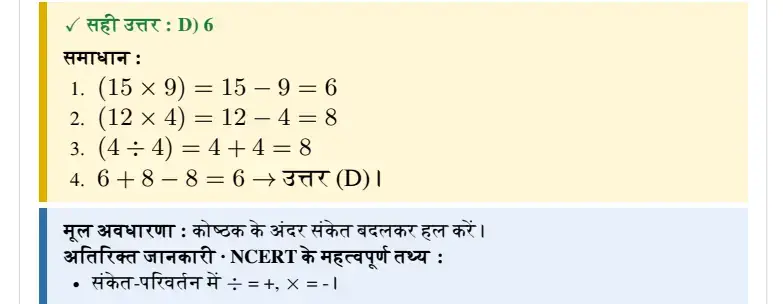 ✓ सही उत्तर : D) 6
समाधान :
1. (15 × 9) = 15 − 9 = 6
2. (12 × 4) = 12 − 4 = 8
3. (4 ÷ 4) = 4 + 4 = 8
4. 6 + 8 − 8 = 6 → उत्तर (D)।
मूल अवधारणा : कोष्ठक के अंदर संकेत बदलकर हल करें।
अतिरिक्त जानकारी · NCERT के महत्वपूर्ण तथ्य :
• संकेत-परिवर्तन में ÷ = +, × = -।